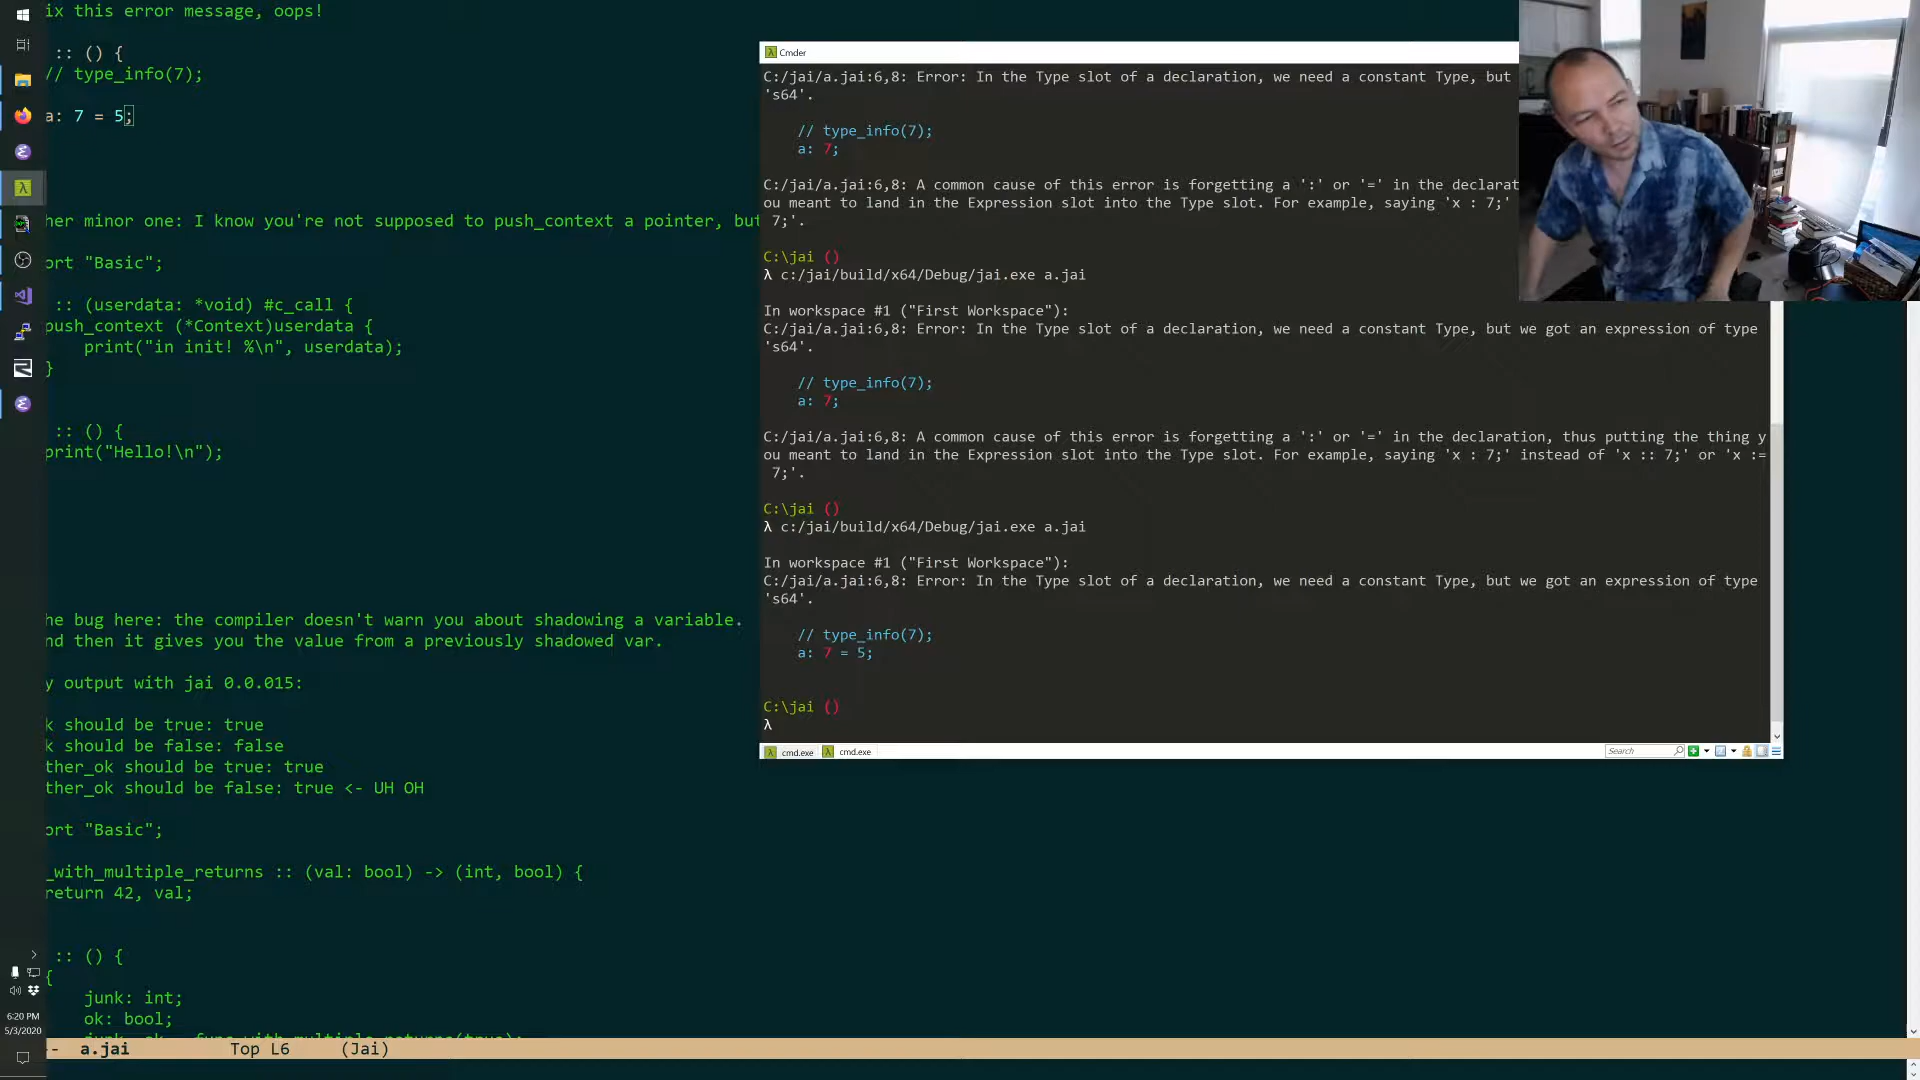 ix this error message, oops!
:: () {
// type_info(7);
a: 7 = 5;
her minor one: I know you're not supposed to push_context a pointer, but
ort "Basic";
:: (userdata: *void) #c_call {
push_context (*Context)userdata {
print("in init! %\n", userdata);
}
:: () {
print("Hello!\n");
he bug here: the compiler doesn't warn you about shadowing a variable.
nd then it gives you the value from a previously shadowed var.
y output with jai 0.0.015:
k should be true: true
k should be false: false
ther_ok should be true: true
ther_ok should be false: true <- UH OH
ort "Basic";
_with_multiple_returns :: (val: bool) -> (int, bool) {
return 42, val;
:: () {
{
junk: int;
ok: bool;
a.jai Top L6 (Jai)
6:20 PM
5/3/2020
Cmder
C:/jai/a.jai:6,8: Error: In the Type slot of a declaration, we need a constant Type, but
's64'.
// type_info(7);
a: 7;
C:/jai/a.jai:6,8: A common cause of this error is forgetting a ':' or '=' in the declarat
ou meant to land in the Expression slot into the Type slot. For example, saying 'x : 7;'
7;'.
C:\jai ()
λ c:/jai/build/x64/Debug/jai.exe a.jai
In workspace #1 ("First Workspace"):
C:/jai/a.jai:6,8: Error: In the Type slot of a declaration, we need a constant Type, but we got an expression of type
's64'.
// type_info(7);
a: 7;
C:/jai/a.jai:6,8: A common cause of this error is forgetting a ':' or '=' in the declaration, thus putting the thing y
ou meant to land in the Expression slot into the Type slot. For example, saying 'x : 7;' instead of 'x :: 7;' or 'x :=
7;'.
C:\jai ()
λ c:/jai/build/x64/Debug/jai.exe a.jai
In workspace #1 ("First Workspace"):
C:/jai/a.jai:6,8: Error: In the Type slot of a declaration, we need a constant Type, but we got an expression of type
's64'.
// type_info(7);
a: 7 = 5;
C:\jai ()
λ
cmd.exe cmd.exe Search